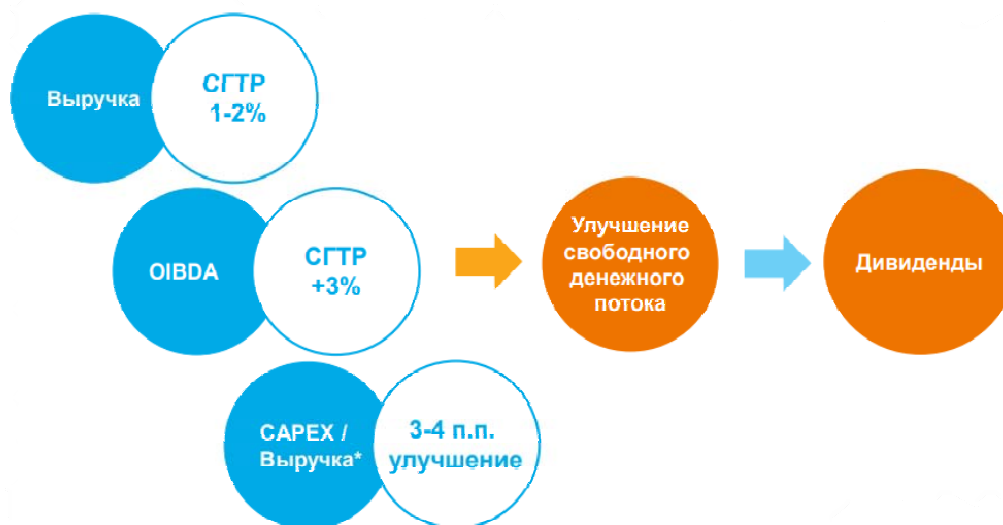 Выручка
СГТР
1-2%
OIBDA
СГТР
+3%
CAPEX /
Выручка*
3-4 п.п.
улучшение
Улучшение
свободного
денежного
потока
Дивиденды